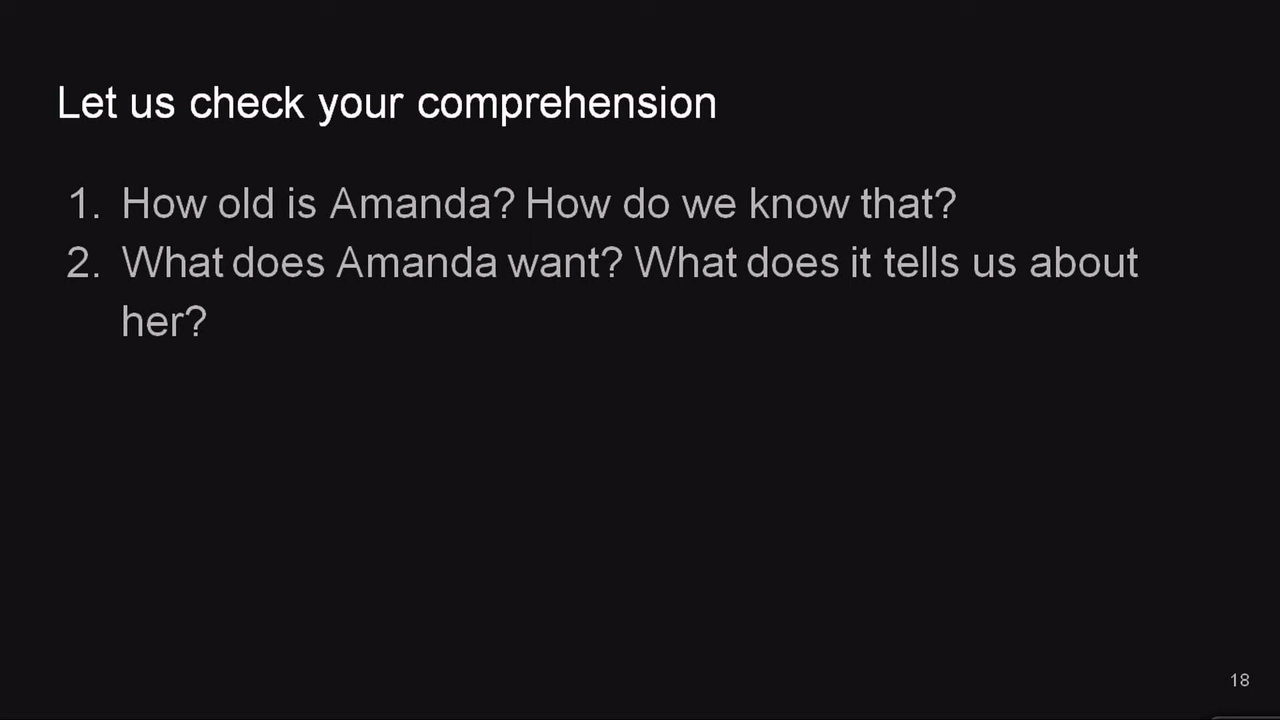 Let us check your comprehension
1. How old is Amanda? How do we know that?
2. What does Amanda want? What does it tells us about
her?
18